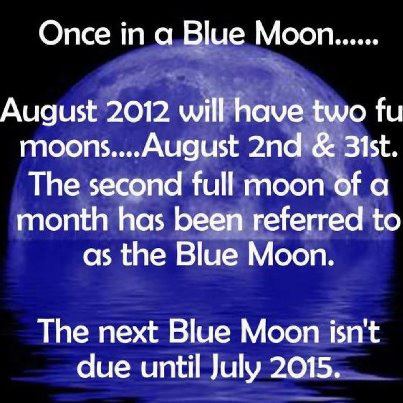 Once in a Blue Moon......
August 2012 will have two fu
moons....August 2nd & 31st.
The second full moon of a
month has been referred to
as the Blue Moon.
The next Blue Moon isn't
due until July 2015.